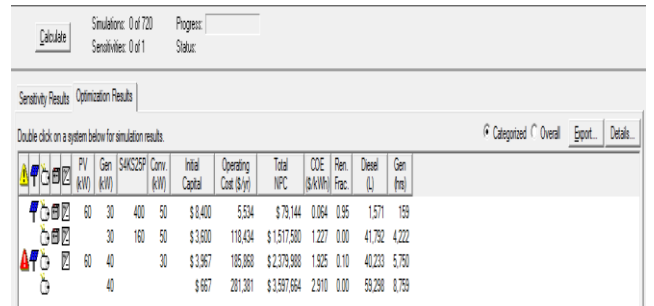 Calculate
Simulations: 0 of 720 Progress:
Sensitivities: 0 of 1 Status:
Sensitivity Results Optimization Results
Double click on a system below for simulation results.
Categorized Overall Export... Details...
PV (kW) Gen (kW) S4KS25P Conv. (kW) Initial Capital Operating Cost ($/yr) Total NPC COE ($/kWh) Ren. Frac. Diesel (L) Gen (hrs)
60 30 400 50 $ 8,400 5,534 $ 79,144 0.064 0.95 1,571 159
30 160 50 $ 3,600 118,434 $ 1,517,580 1.227 0.00 41,792 4,222
60 40 30 $ 3,967 185,868 $ 2,379,988 1.925 0.10 40,233 5,750
40 $ 667 281,381 $ 3,597,664 2.910 0.00 59,298 8,759